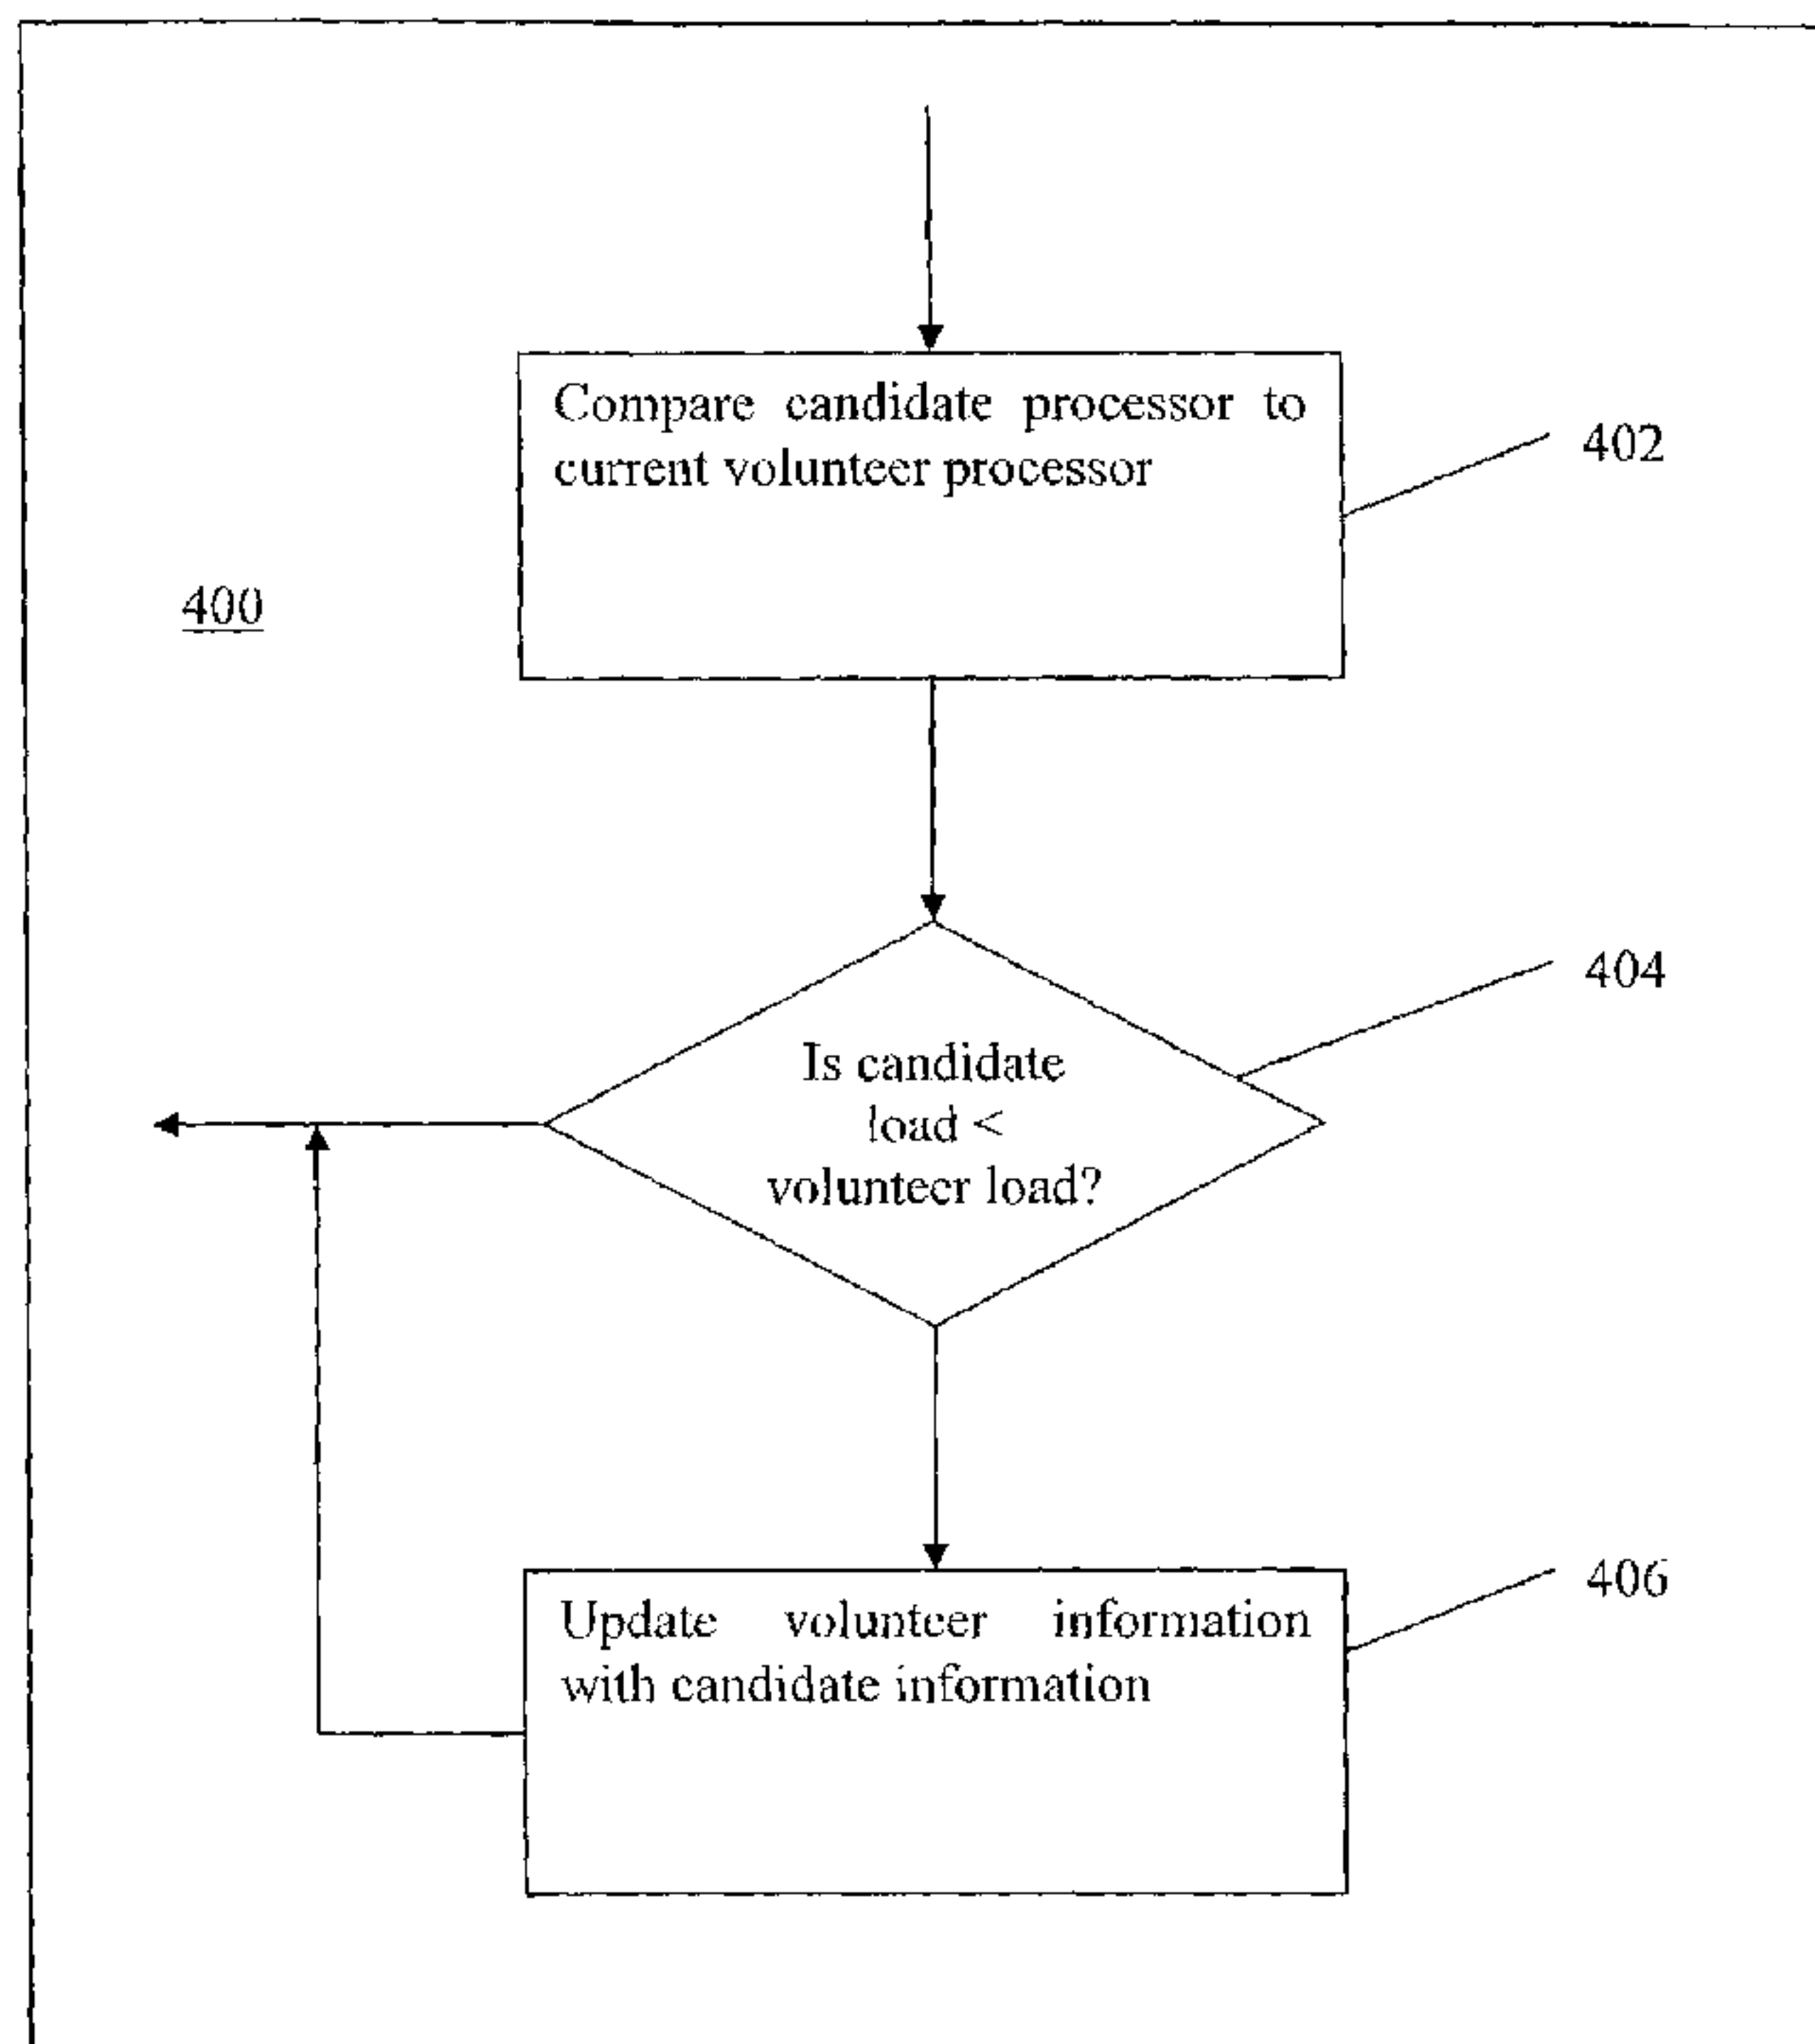 Compare candidate processor to
current volunteer processor
402
400
404
Is candidate
load <
volunteer load?
406
Update volunteer information
with candidate information